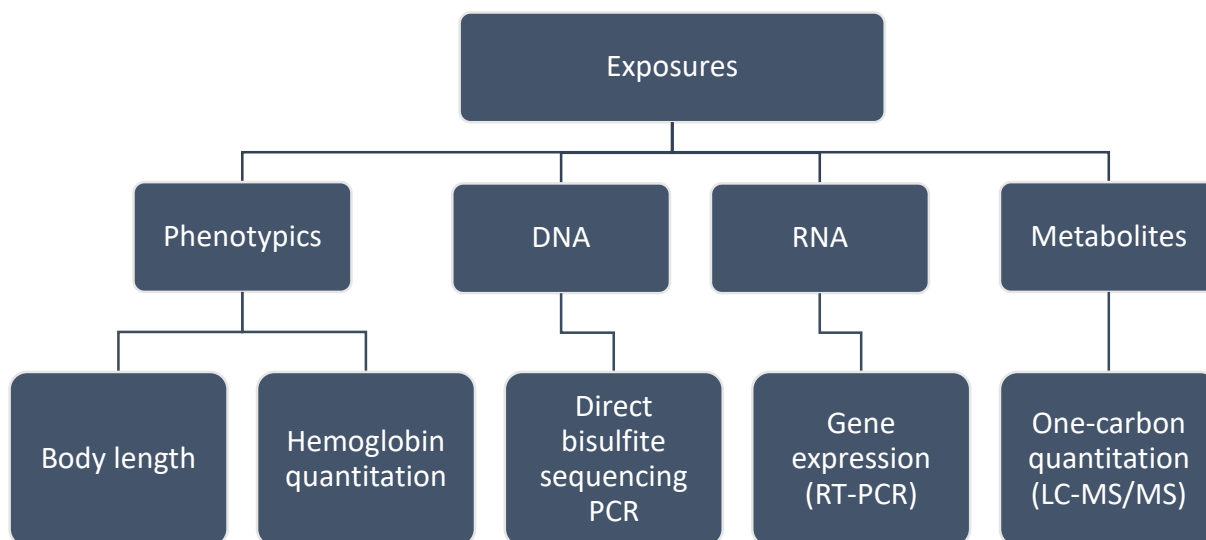 Exposures
Phenotypics
DNA
RNA
Metabolites
Body length
Hemoglobin
quantitation
Direct
bisulfite
sequencing
PCR
Gene
expression
(RT-PCR)
One-carbon
quantitation
(LC-MS/MS)